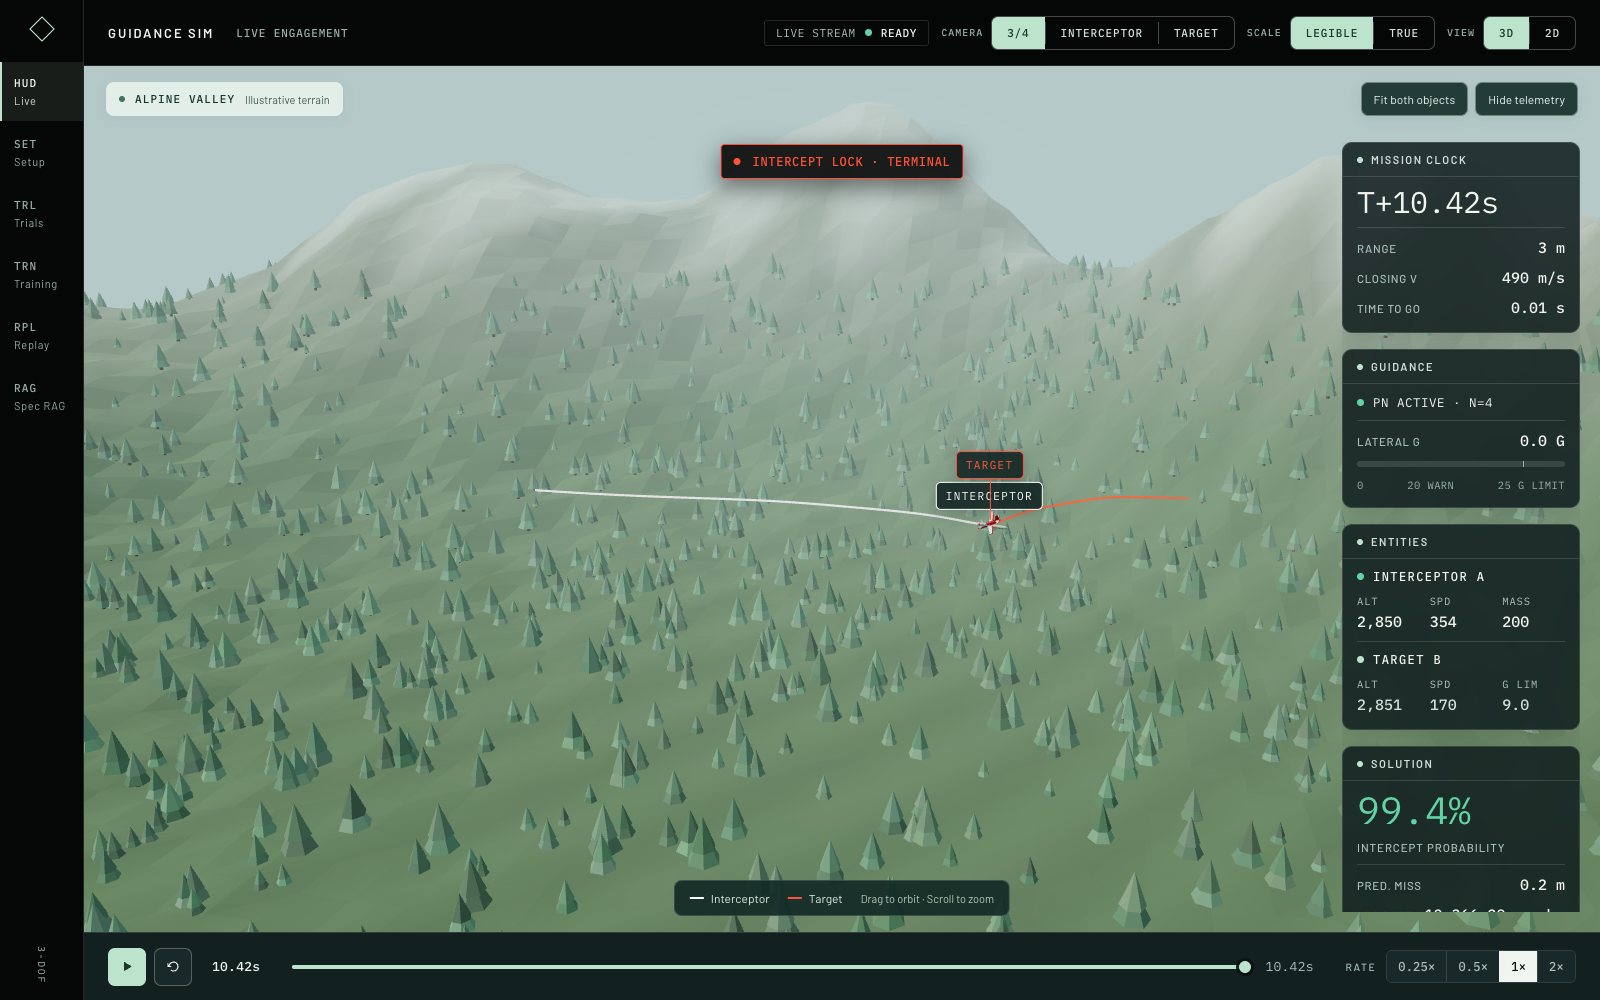 GUIDANCE SIM LIVE ENGAGEMENT LIVE STREAM READY CAMERA 3/4 INTERCEPTOR TARGET SCALE LEGIBLE TRUE VIEW 3D 2D
HUD
Live
SET
Setup
TRL
Trials
TRN
Training
RPL
Replay
RAG
Spec RAG
3-DOF
ALPINE VALLEY Illustrative terrain
Fit both objects Hide telemetry
INTERCEPT LOCK · TERMINAL
TARGET
INTERCEPTOR
MISSION CLOCK
T+10.42s
RANGE 3 m
CLOSING V 490 m/s
TIME TO GO 0.01 s
GUIDANCE
PN ACTIVE · N=4
LATERAL G 0.0 G
0 20 WARN 25 G LIMIT
ENTITIES
INTERCEPTOR A
ALT SPD MASS
2,850 354 200
TARGET B
ALT SPD G LIM
2,851 170 9.0
SOLUTION
99.4%
INTERCEPT PROBABILITY
PRED. MISS 0.2 m
Interceptor Target Drag to orbit · Scroll to zoom
10.42s 10.42s RATE 0.25× 0.5× 1× 2×